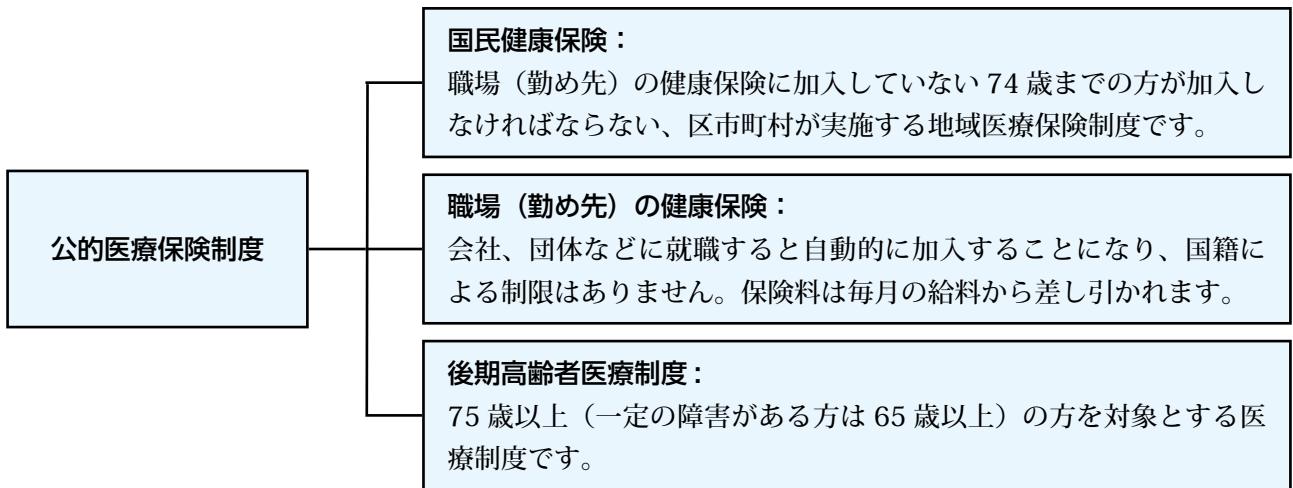 公的医療保険制度
国民健康保険：
職場（勤め先）の健康保険に加入していない 74 歳までの方が加入し
なければならない、区市町村が実施する地域医療保険制度です。
職場（勤め先）の健康保険：
会社、団体などに就職すると自動的に加入することになり、国籍に
よる制限はありません。保険料は毎月の給料から差し引かれます。
後期高齢者医療制度：
75 歳以上（一定の障害がある方は 65 歳以上）の方を対象とする医
療制度です。